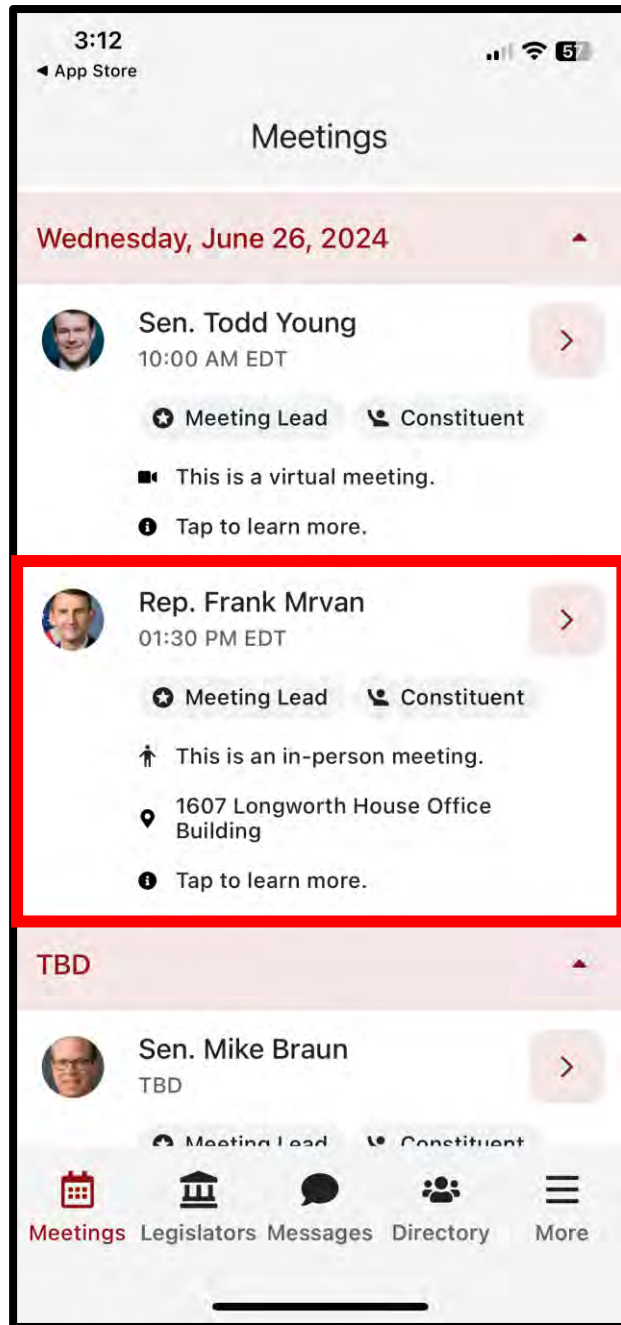 3:12
57
◀ App Store
Meetings
Wednesday, June 26, 2024
Sen. Todd Young
10:00 AM EDT
Meeting Lead Constituent
This is a virtual meeting.
Tap to learn more.
Rep. Frank Mrvan
01:30 PM EDT
Meeting Lead Constituent
This is an in-person meeting.
1607 Longworth House Office
Building
Tap to learn more.
TBD
Sen. Mike Braun
TBD
Meeting Lead Constituent
Meetings Legislators Messages Directory More